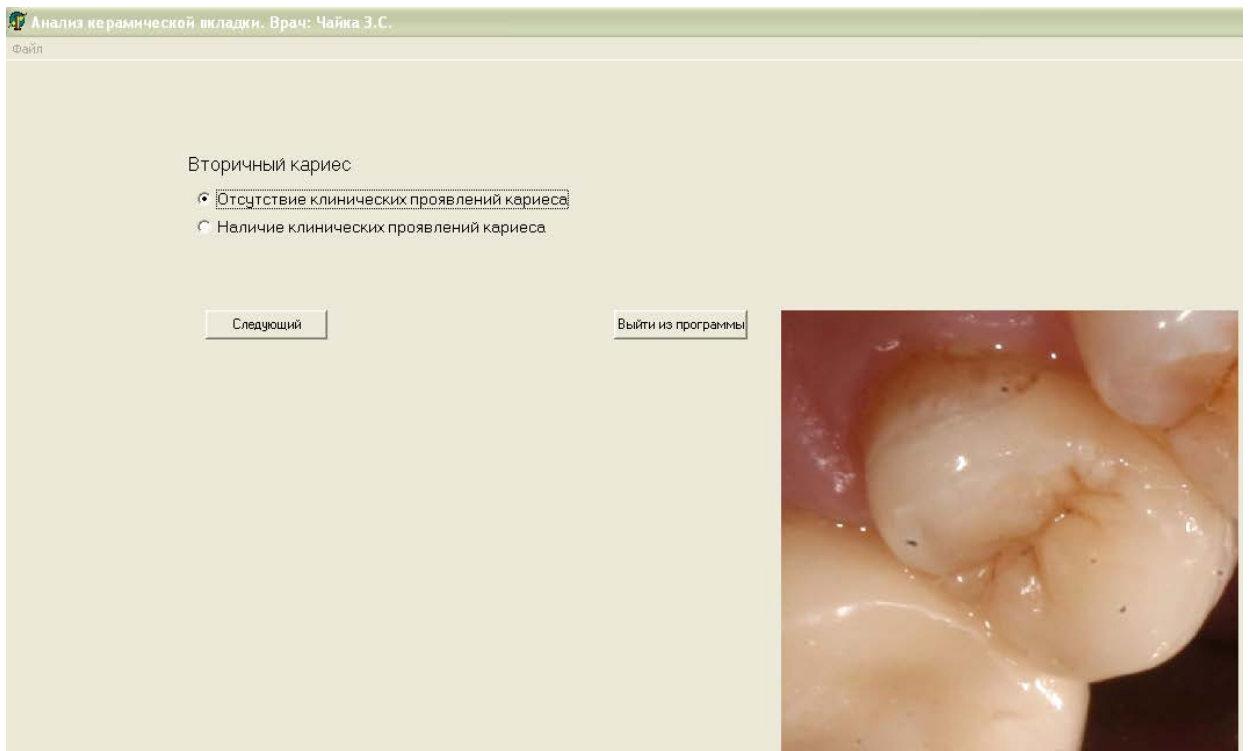 Анализ керамической вкладки. Врач: Чайка З.С.
Файл
Вторичный кариес
Отсутствие клинических проявлений кариеса
Наличие клинических проявлений кариеса
Следующий
Выйти из программы